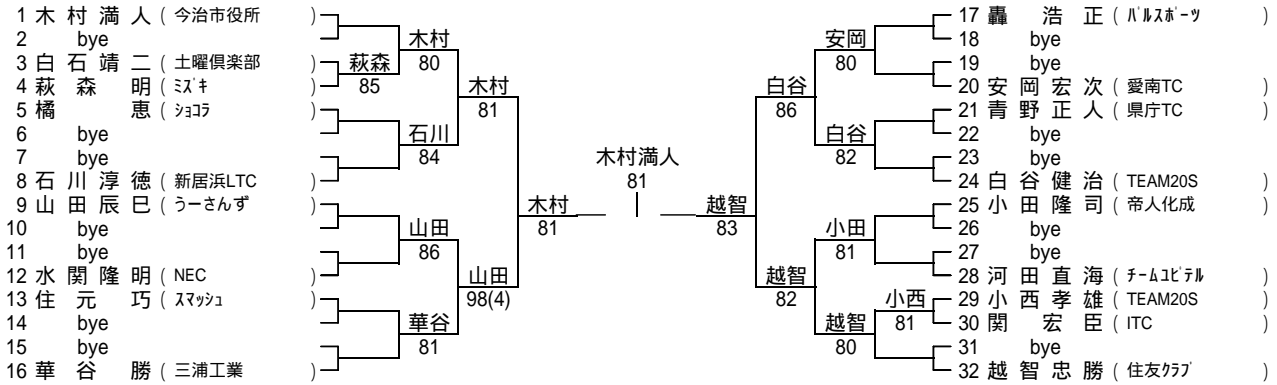 1 木 村 満 人 ( 今治市役所 )
2 bye
3 白 石 靖 二 ( 土曜倶楽部 )
4 萩 森 明 ( ﾐｽﾞｷ )
5 橘 恵 ( ｼｮｺﾗ )
6 bye
7 bye
8 石 川 淳 徳 ( 新居浜LTC )
9 山 田 辰 巳 ( うーさんず )
10 bye
11 bye
12 水 関 隆 明 ( NEC )
13 住 元 巧 ( ｽﾏｯｼｭ )
14 bye
15 bye
16 華 谷 勝 ( 三浦工業 )
萩森
85
木村
80
石川
84
山田
86
華谷
81
木村
81
山田
98(4)
木村
81
木村満人
81
越智
83
白谷
86
越智
82
安岡
80
白谷
82
小田
81
越智
80
小西
81
17 轟 浩 正 ( ﾊﾟﾙｽﾎﾟｰﾂ )
18 bye
19 bye
20 安 岡 宏 次 ( 愛南TC )
21 青 野 正 人 ( 県庁TC )
22 bye
23 bye
24 白 谷 健 治 ( TEAM20S )
25 小 田 隆 司 ( 帝人化成 )
26 bye
27 bye
28 河 田 直 海 ( ﾁｰﾑﾕﾋﾞﾃﾙ )
29 小 西 孝 雄 ( TEAM20S )
30 関 宏 臣 ( ITC )
31 bye
32 越 智 忠 勝 ( 住友ｸﾗﾌﾞ )